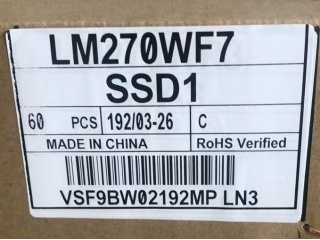 LM270WF7
SSD1
60 PCS 192/03-26 C
MADE IN CHINA RoHS Verified
VSF9BW02192MP LN3